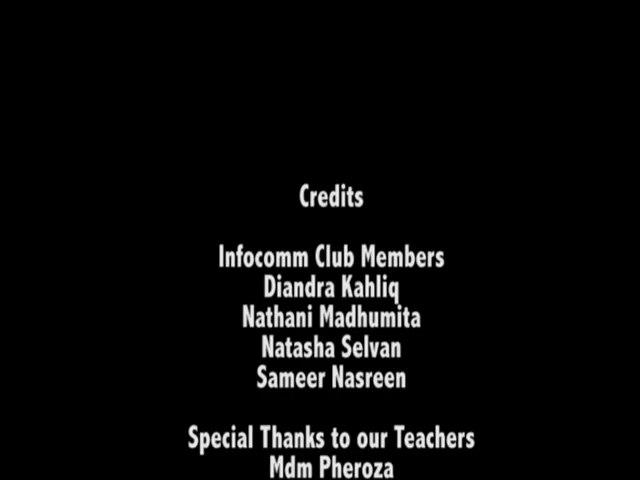 Credits
Infocomm Club Members
Diandra Kahliq
Nathani Madhumita
Natasha Selvan
Sameer Nasreen
Special Thanks to our Teachers
Mdm Pheroza